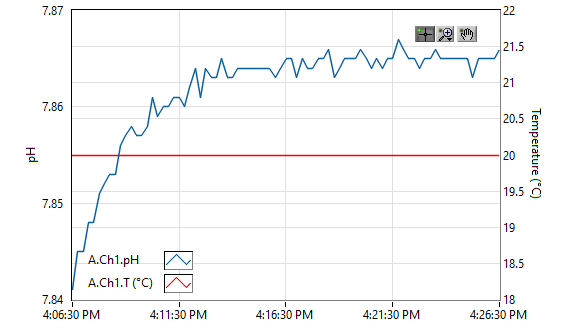 7.87
7.86
7.85
7.84
pH
22
21.5
21
20.5
20
19.5
19
18.5
18
Temperature (°C)
A.Ch1.pH
A.Ch1.T (°C)
4:06:30 PM
4:11:30 PM
4:16:30 PM
4:21:30 PM
4:26:30 PM